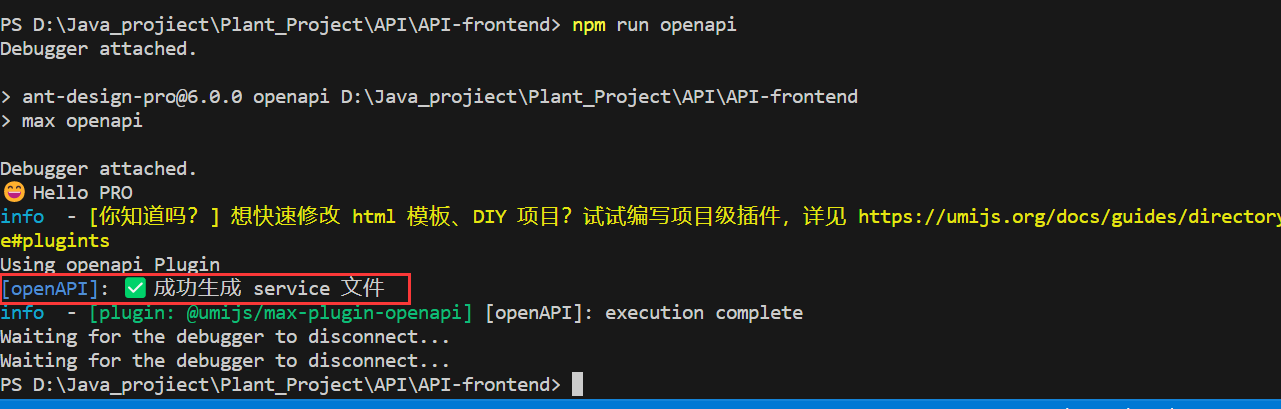 PS D:\Java_projiect\Plant_Project\API\API-frontend> npm run openapi
Debugger attached.
> ant-design-pro@6.0.0 openapi D:\Java_projiect\Plant_Project\API\API-frontend
> max openapi
Debugger attached.
😄 Hello PRO
info  - [你知道吗？] 想快速修改 html 模板、DIY 项目？试试编写项目级插件，详见 https://umijs.org/docs/guides/directory
e#plugints
Using openapi Plugin
[openAPI]: ✅ 成功生成 service 文件
info  - [plugin: @umijs/max-plugin-openapi] [openAPI]: execution complete
Waiting for the debugger to disconnect...
Waiting for the debugger to disconnect...
PS D:\Java_projiect\Plant_Project\API\API-frontend>